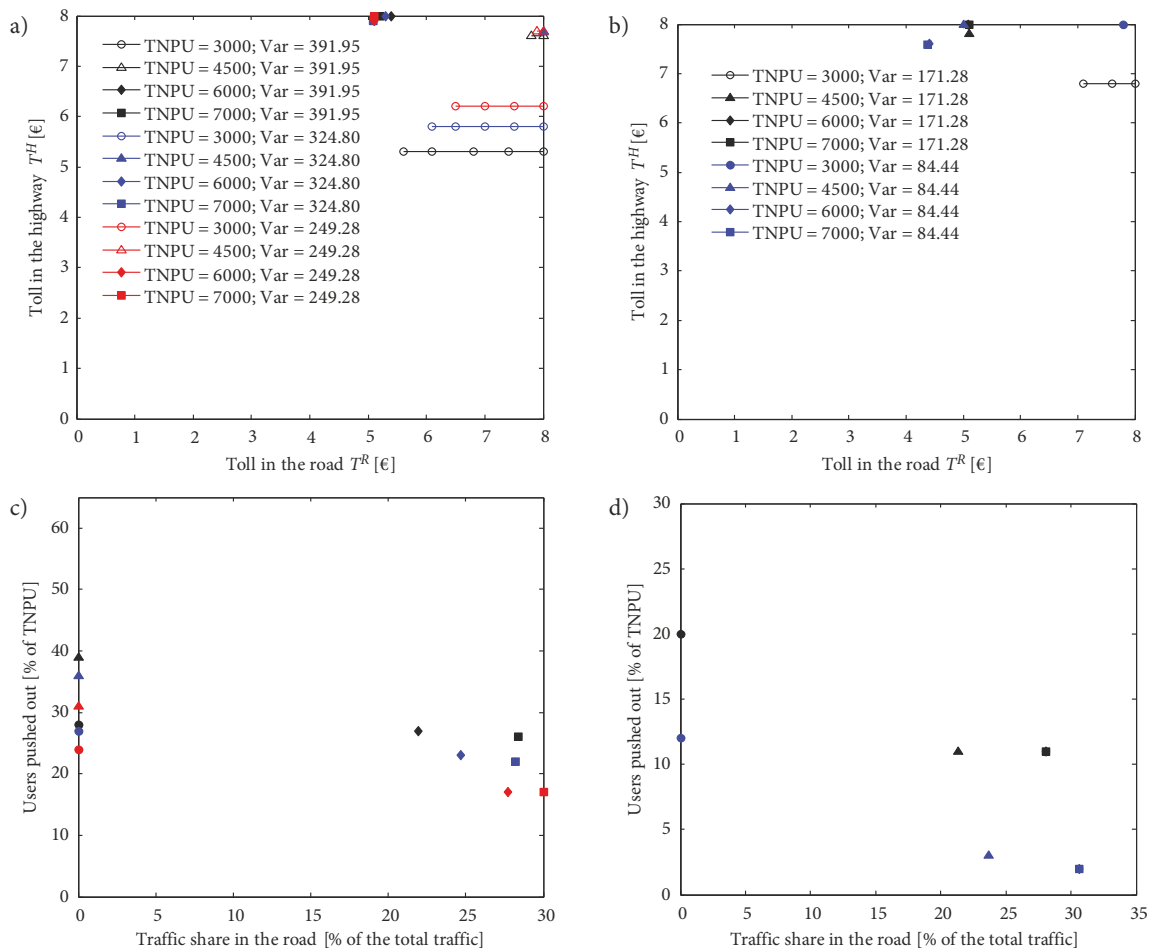 a)
8
7
6
5
4
3
2
1
0
Toll in the highway T^H [€]
TNPU = 3000; Var = 391.95
TNPU = 4500; Var = 391.95
TNPU = 6000; Var = 391.95
TNPU = 7000; Var = 391.95
TNPU = 3000; Var = 324.80
TNPU = 4500; Var = 324.80
TNPU = 6000; Var = 324.80
TNPU = 7000; Var = 324.80
TNPU = 3000; Var = 249.28
TNPU = 4500; Var = 249.28
TNPU = 6000; Var = 249.28
TNPU = 7000; Var = 249.28
0 1 2 3 4 5 6 7 8
Toll in the road T^R [€]
b)
8
7
6
5
4
3
2
1
0
Toll in the highway T^H [€]
TNPU = 3000; Var = 171.28
TNPU = 4500; Var = 171.28
TNPU = 6000; Var = 171.28
TNPU = 7000; Var = 171.28
TNPU = 3000; Var = 84.44
TNPU = 4500; Var = 84.44
TNPU = 6000; Var = 84.44
TNPU = 7000; Var = 84.44
0 1 2 3 4 5 6 7 8
Toll in the road T^R [€]
c)
60
50
40
30
20
10
0
Users pushed out [% of TNPU]
0 5 10 15 20 25 30
Traffic share in the road [% of the total traffic]
d)
30
25
20
15
10
5
0
Users pushed out [% of TNPU]
0 5 10 15 20 25 30 35
Traffic share in the road [% of the total traffic]